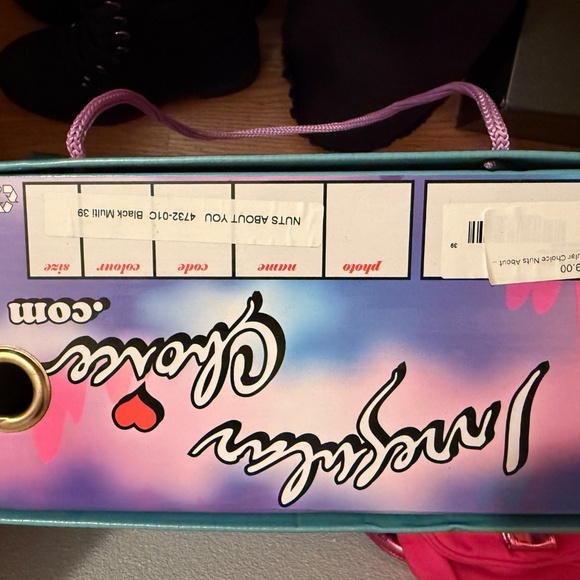 Irregular
Choice
.com
photo name code colour size
NUTS ABOUT YOU 4732-01C Black Multi 39
9.00
ular Choice Nuts About -
39